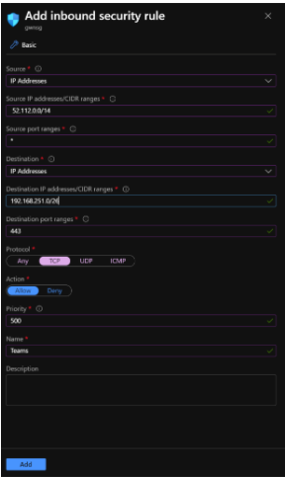 Add inbound security rule
gwnsg
Basic
Source *
IP Addresses
Source IP addresses/CIDR ranges *
52.112.0.0/14
Source port ranges *
*
Destination *
IP Addresses
Destination IP addresses/CIDR ranges *
192.168.251.0/26
Destination port ranges *
443
Protocol *
Any TCP UDP ICMP
Action *
Allow Deny
Priority *
500
Name *
Teams
Description
Add